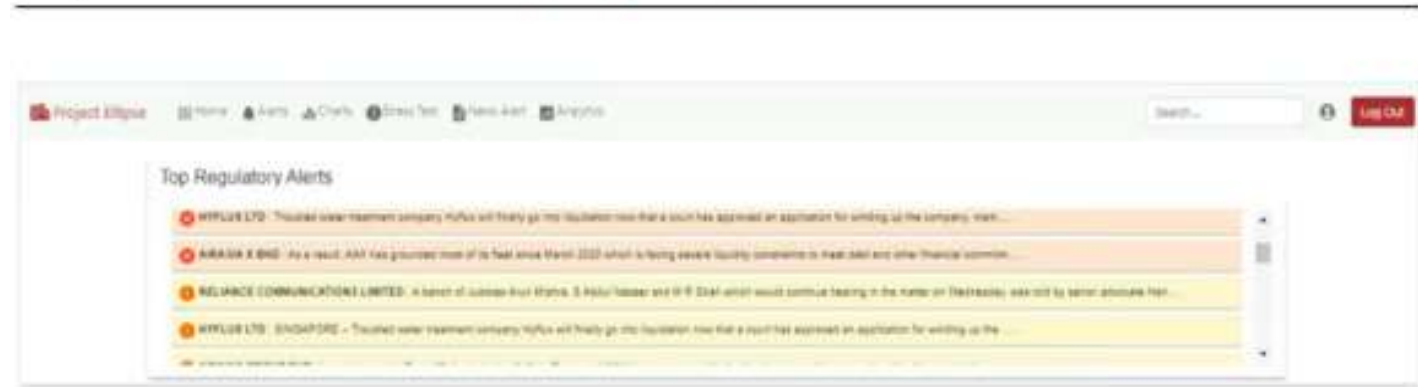 Project Ellipse Home Alerts Charts Stress Test News Alert Analytics Search... Log Out
Top Regulatory Alerts
HYFLUX LTD Troubled water treatment company Hyflux will finally go into liquidation now that a court has approved an application for winding up the company, ...
AIRASIA X BHD As a result, AAX has grounded most of its fleet since March 2020 which is facing severe liquidity constraints to meet debt and other financial commitm...
RELIANCE COMMUNICATIONS LIMITED A bench of Justices Arun Mishra, S Abdul Nazeer and M R Shah which would continue hearing in the matter on Wednesday, was told by senior advocate ...
HYFLUX LTD SINGAPORE – Troubled water treatment company Hyflux will finally go into liquidation now that a court has approved an application for winding up the ...